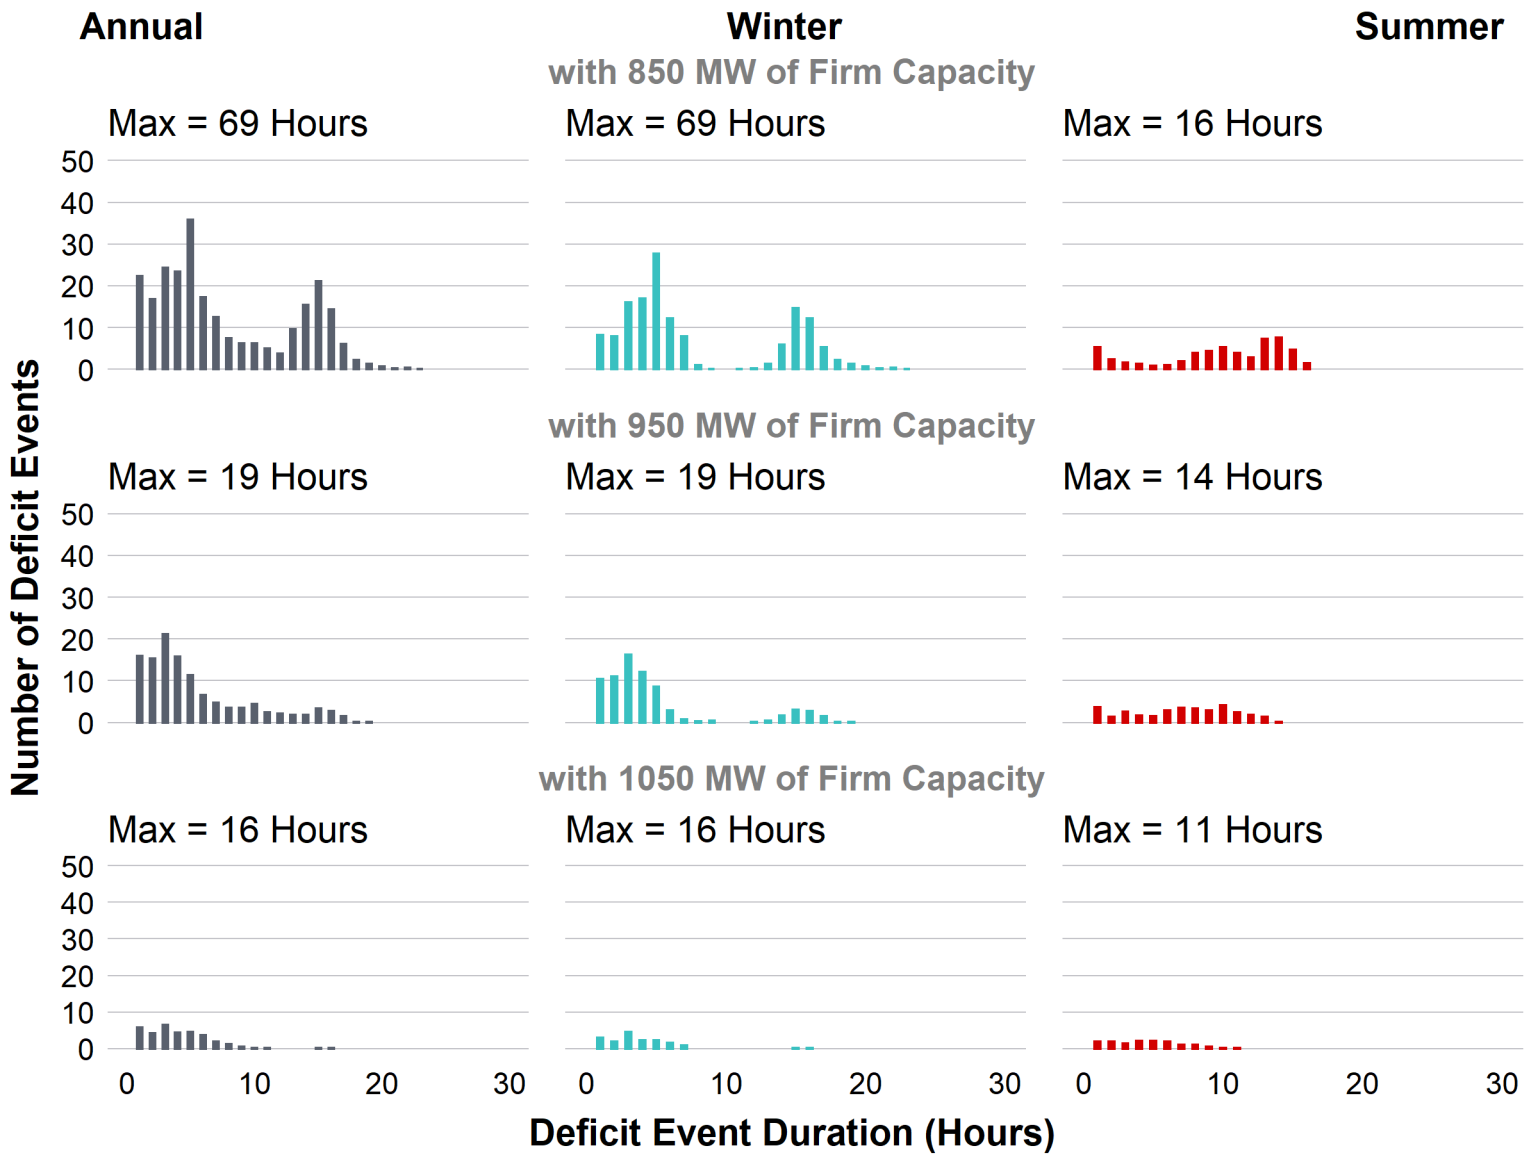 Annual Winter Summer
with 850 MW of Firm Capacity
Max = 69 Hours Max = 69 Hours Max = 16 Hours
50
40
30
20
10
0
with 950 MW of Firm Capacity
Max = 19 Hours Max = 19 Hours Max = 14 Hours
50
40
30
20
10
0
with 1050 MW of Firm Capacity
Max = 16 Hours Max = 16 Hours Max = 11 Hours
50
40
30
20
10
0
0 10 20 30 0 10 20 30 0 10 20 30
Number of Deficit Events
Deficit Event Duration (Hours)